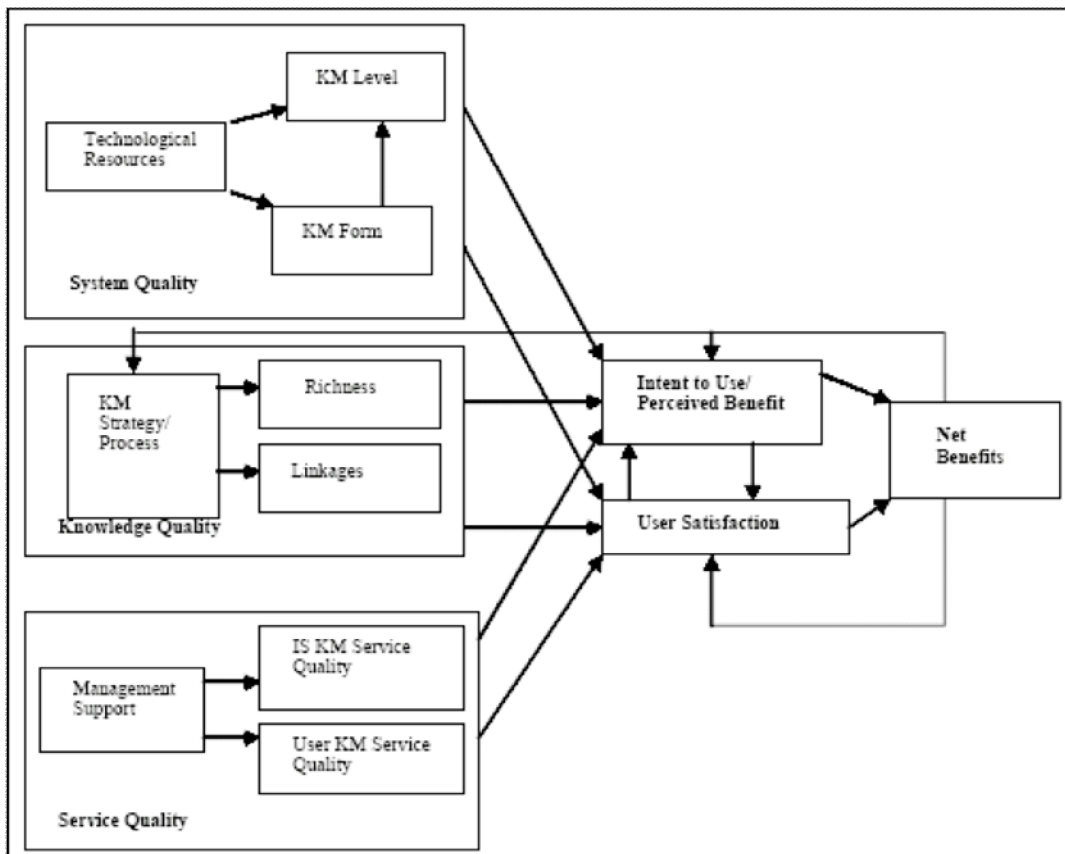 KM Level
Technological
Resources
KM Form
System Quality
KM
Strategy/
Process
Richness
Linkages
Knowledge Quality
Intent to Use/
Perceived Benefit
User Satisfaction
Net
Benefits
IS KM Service
Quality
Management
Support
User KM Service
Quality
Service Quality